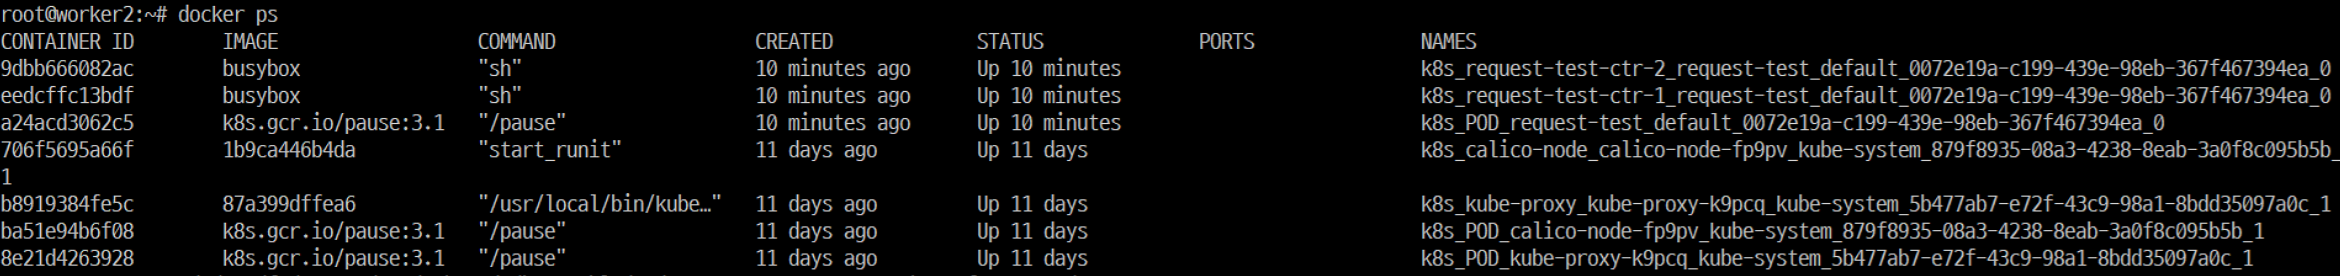 root@worker2:~# docker ps
CONTAINER ID        IMAGE                  COMMAND                  CREATED             STATUS              PORTS               NAMES
9dbb666082ac        busybox                "sh"                     10 minutes ago      Up 10 minutes                           k8s_request-test-ctr-2_request-test_default_0072e19a-c199-439e-98eb-367f467394ea_0
eedcffc13bdf        busybox                "sh"                     10 minutes ago      Up 10 minutes                           k8s_request-test-ctr-1_request-test_default_0072e19a-c199-439e-98eb-367f467394ea_0
a24acd3062c5        k8s.gcr.io/pause:3.1   "/pause"                 10 minutes ago      Up 10 minutes                           k8s_POD_request-test_default_0072e19a-c199-439e-98eb-367f467394ea_0
706f5695a66f        1b9ca446b4da           "start_runit"            11 days ago         Up 11 days                              k8s_calico-node_calico-node-fp9pv_kube-system_879f8935-08a3-4238-8eab-3a0f8c095b5b_
1
b8919384fe5c        87a399dffea6           "/usr/local/bin/kube…"   11 days ago         Up 11 days                              k8s_kube-proxy_kube-proxy-k9pcq_kube-system_5b477ab7-e72f-43c9-98a1-8bdd35097a0c_1
ba51e94b6f08        k8s.gcr.io/pause:3.1   "/pause"                 11 days ago         Up 11 days                              k8s_POD_calico-node-fp9pv_kube-system_879f8935-08a3-4238-8eab-3a0f8c095b5b_1
8e21d4263928        k8s.gcr.io/pause:3.1   "/pause"                 11 days ago         Up 11 days                              k8s_POD_kube-proxy-k9pcq_kube-system_5b477ab7-e72f-43c9-98a1-8bdd35097a0c_1